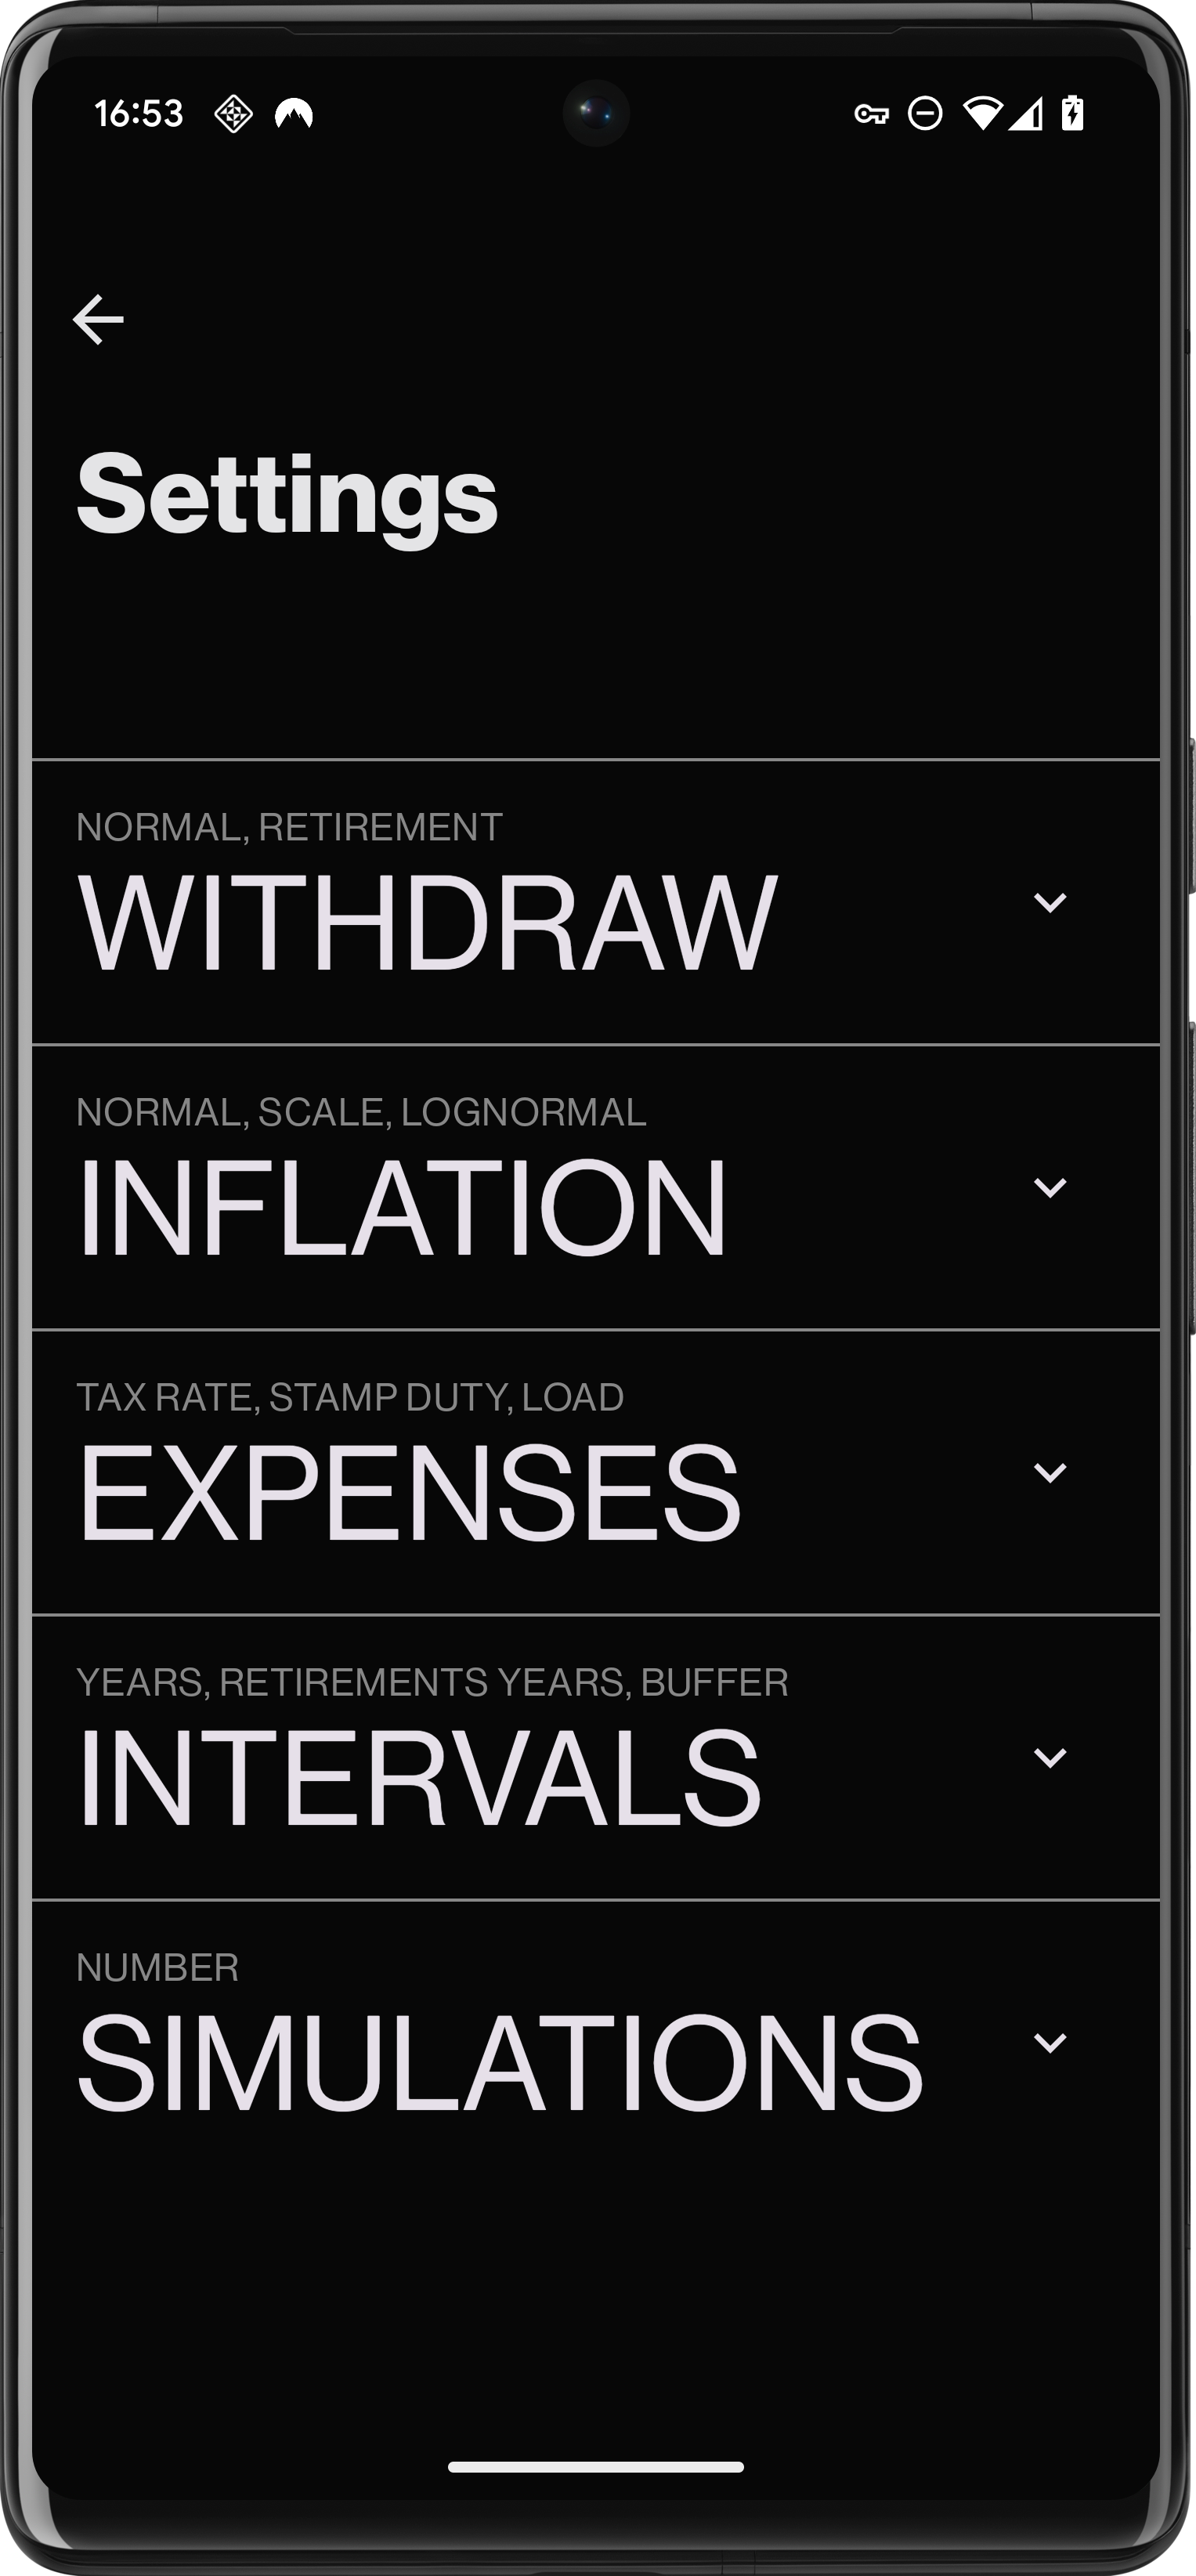 16:53
Settings
NORMAL, RETIREMENT
WITHDRAW
NORMAL, SCALE, LOGNORMAL
INFLATION
TAX RATE, STAMP DUTY, LOAD
EXPENSES
YEARS, RETIREMENTS YEARS, BUFFER
INTERVALS
NUMBER
SIMULATIONS